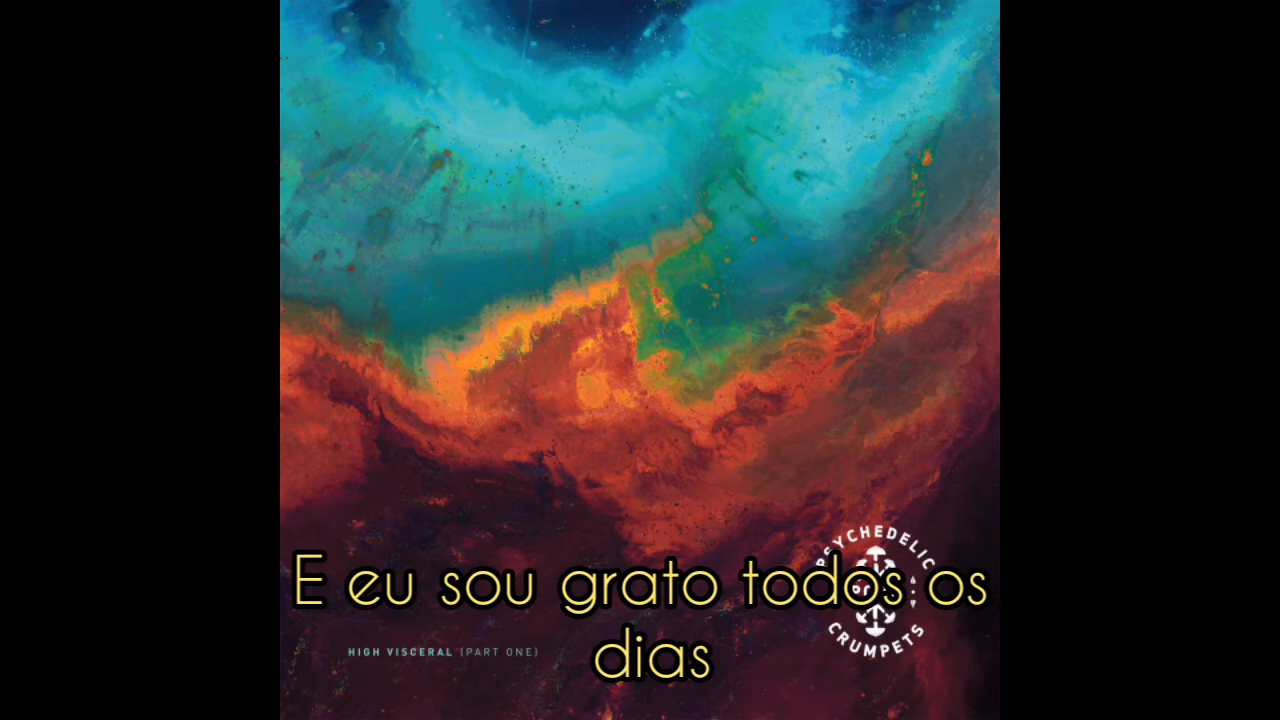 PSYCHEDELIC
E eu sou grato todos os
CRUMPETS
HIGH VISCERAL (PART ONE)
dias